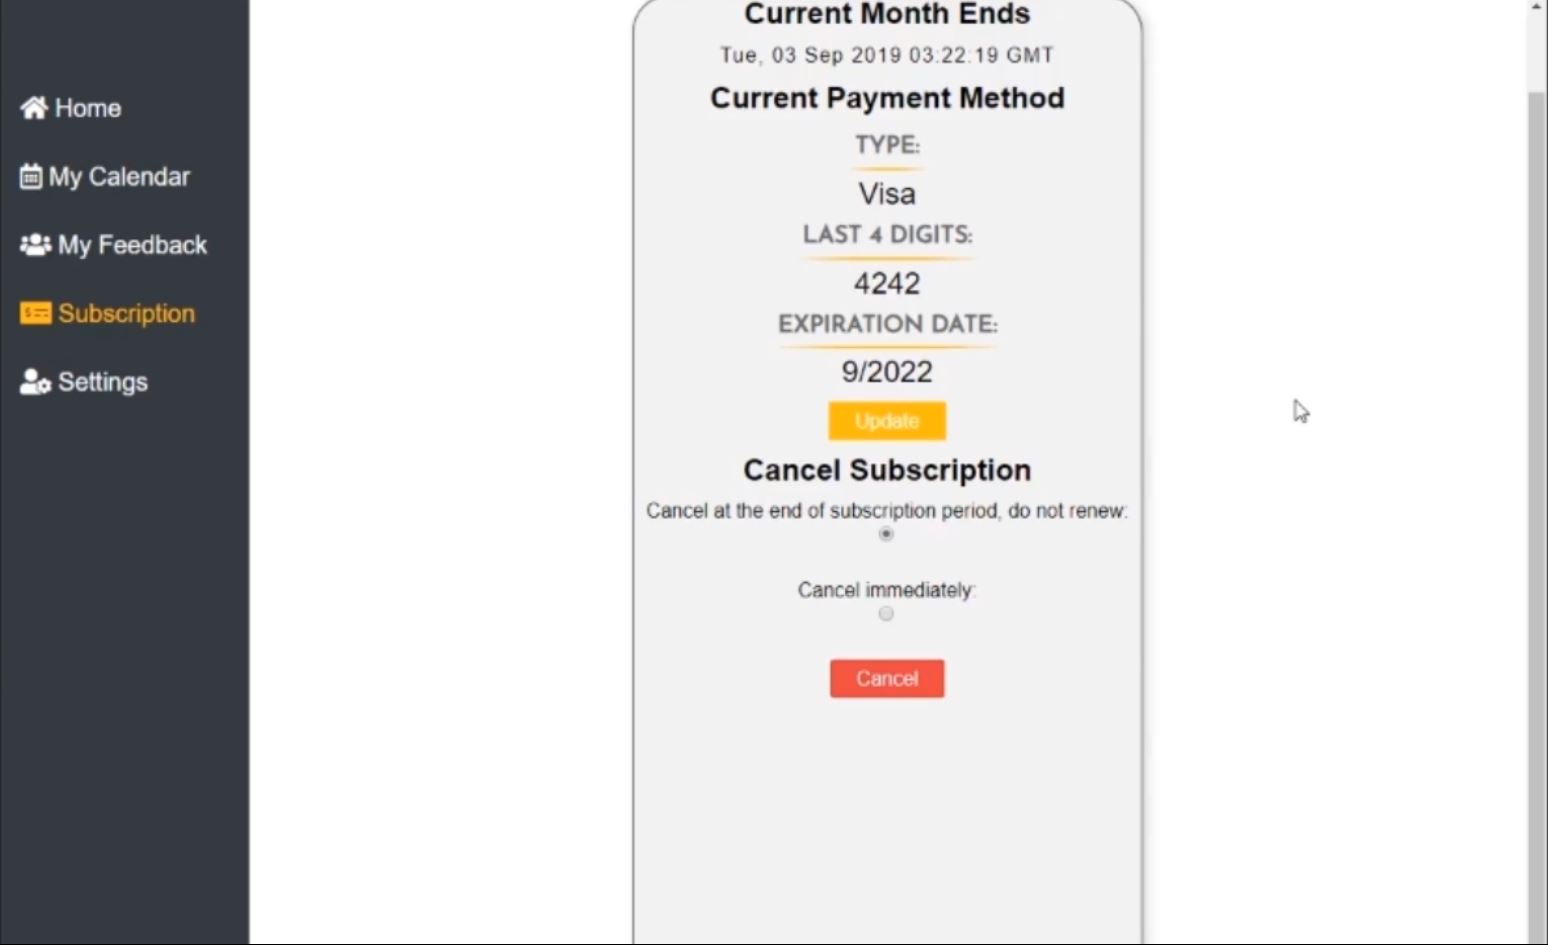 Home
My Calendar
My Feedback
Subscription
Settings
Current Month Ends
Tue, 03 Sep 2019 03:22:19 GMT
Current Payment Method
TYPE:
Visa
LAST 4 DIGITS:
4242
EXPIRATION DATE:
9/2022
Update
Cancel Subscription
Cancel at the end of subscription period, do not renew:
Cancel immediately:
Cancel